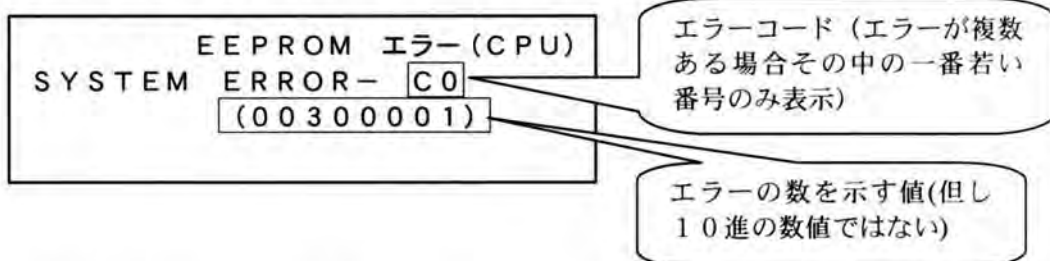 EEPROM エラー(CPU)
SYSTEM ERROR− C0
(00300001)
エラーコード（エラーが複数
ある場合その中の一番若い
番号のみ表示）
エラーの数を示す値(但し
１０進の数値ではない)